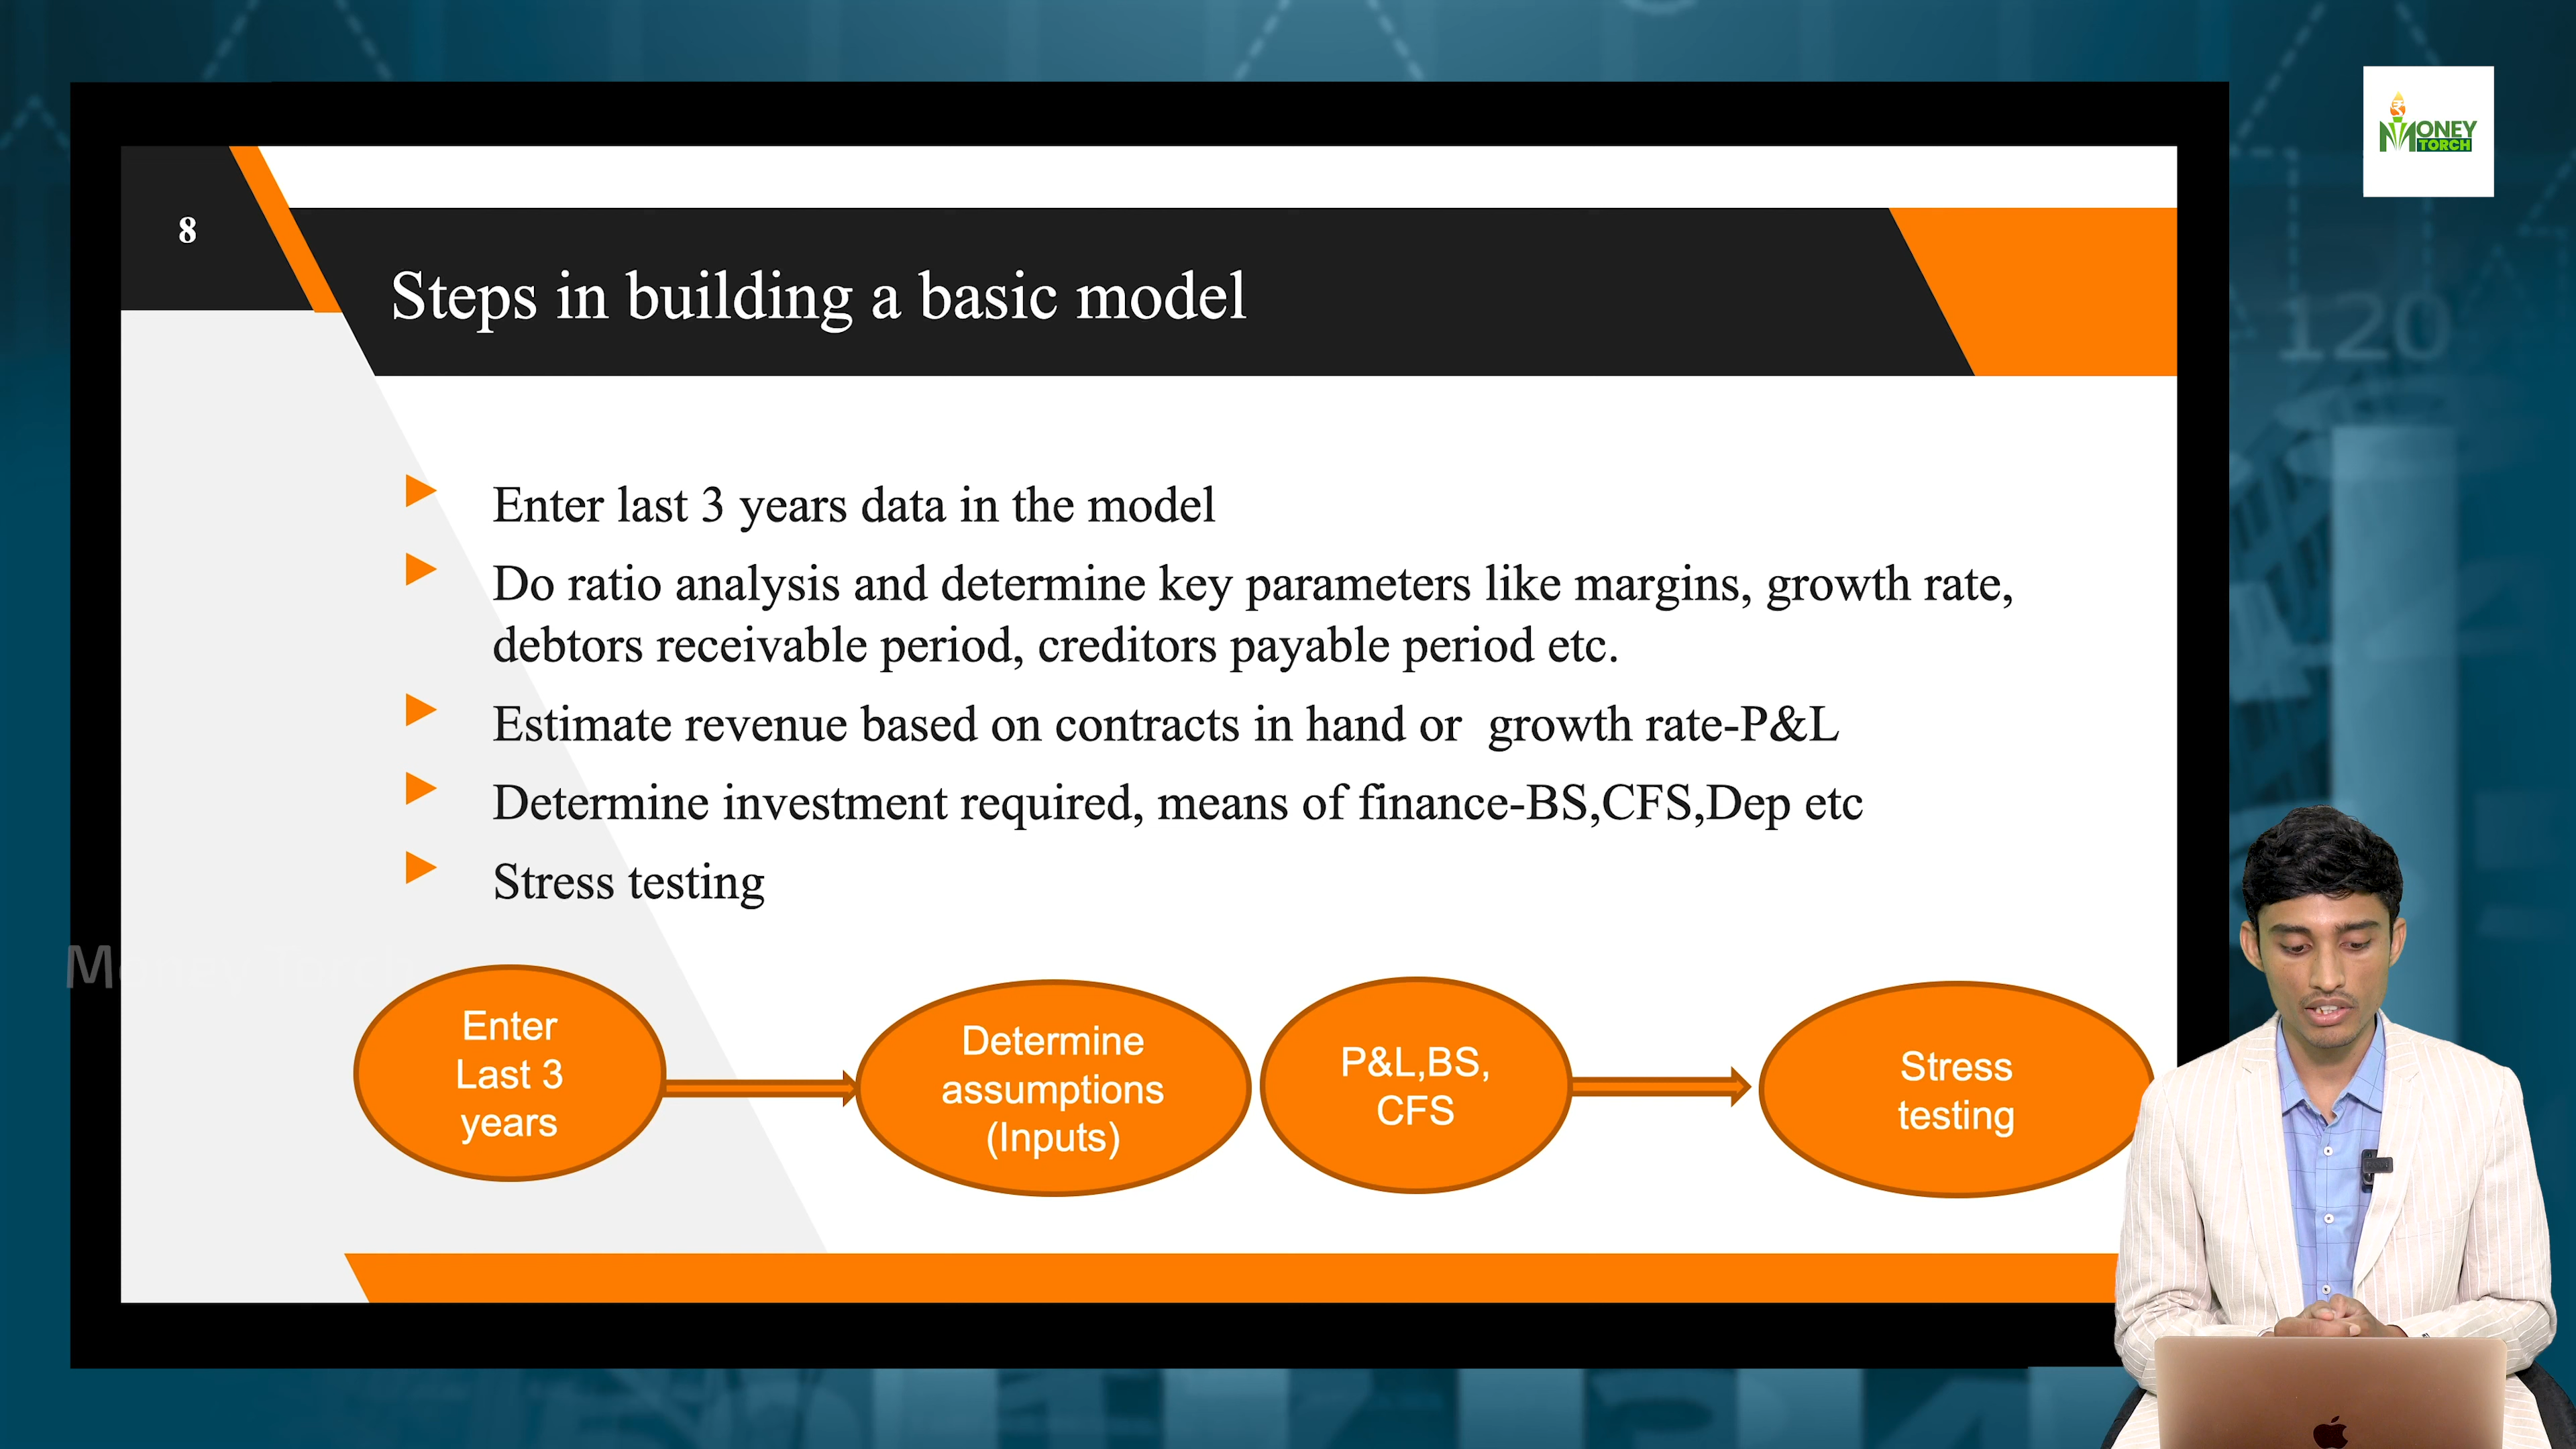 MONEY
TORCH
8
Steps in building a basic model
Enter last 3 years data in the model
Do ratio analysis and determine key parameters like margins, growth rate,
debtors receivable period, creditors payable period etc.
Estimate revenue based on contracts in hand or growth rate-P&L
Determine investment required, means of finance-BS,CFS,Dep etc
Stress testing
Money Torch
Enter
Last 3
years
Determine
assumptions
(Inputs)
P&L,BS,
CFS
Stress
testing
120